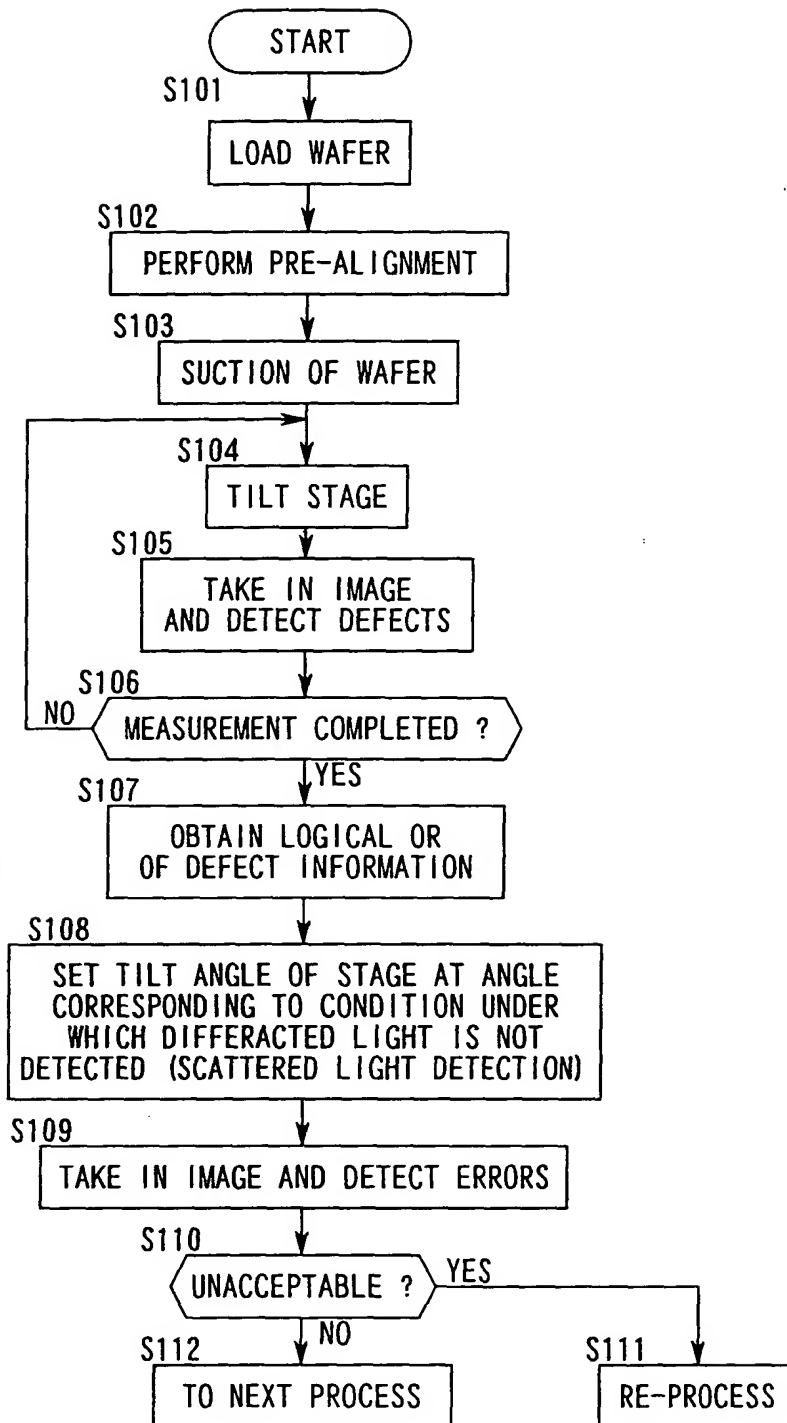 START
S101
LOAD WAFER
S102
PERFORM PRE-ALIGNMENT
S103
SUCTION OF WAFER
S104
TILT STAGE
S105
TAKE IN IMAGE
AND DETECT DEFECTS
S106
NO
MEASUREMENT COMPLETED ?
YES
S107
OBTAIN LOGICAL OR
OF DEFECT INFORMATION
S108
SET TILT ANGLE OF STAGE AT ANGLE
CORRESPONDING TO CONDITION UNDER
WHICH DIFFERACTED LIGHT IS NOT
DETECTED (SCATTERED LIGHT DETECTION)
S109
TAKE IN IMAGE AND DETECT ERRORS
S110
UNACCEPTABLE ?
YES
NO
S112
TO NEXT PROCESS
S111
RE-PROCESS